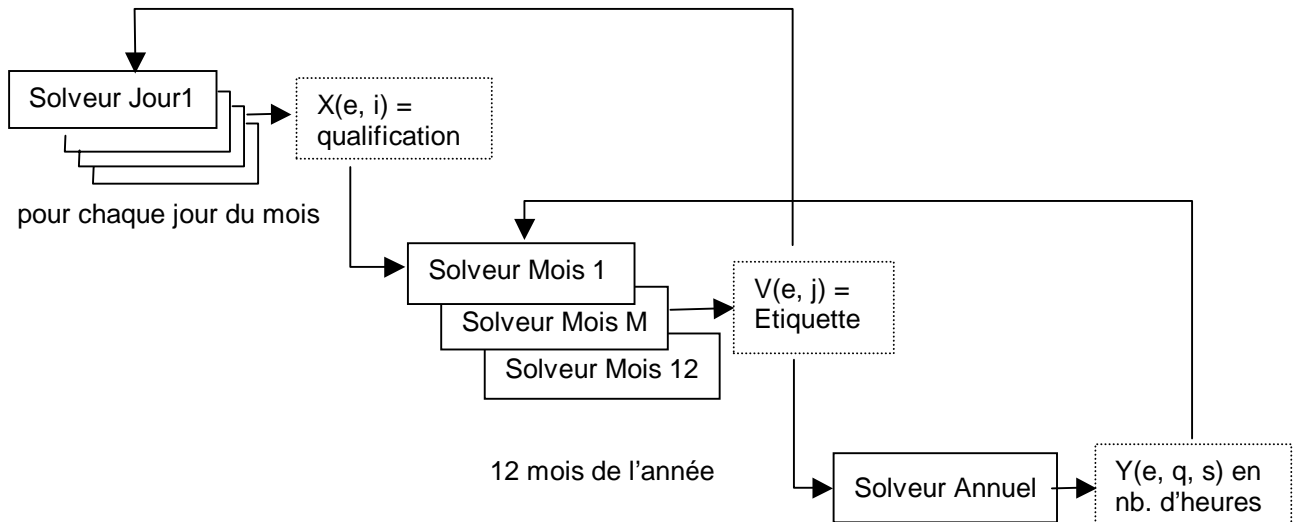 Solveur Jour1
X(e, i) =
qualification
pour chaque jour du mois
Solveur Mois 1
Solveur Mois M
Solveur Mois 12
V(e, j) =
Etiquette
12 mois de l’année
Solveur Annuel
Y(e, q, s) en
nb. d’heures